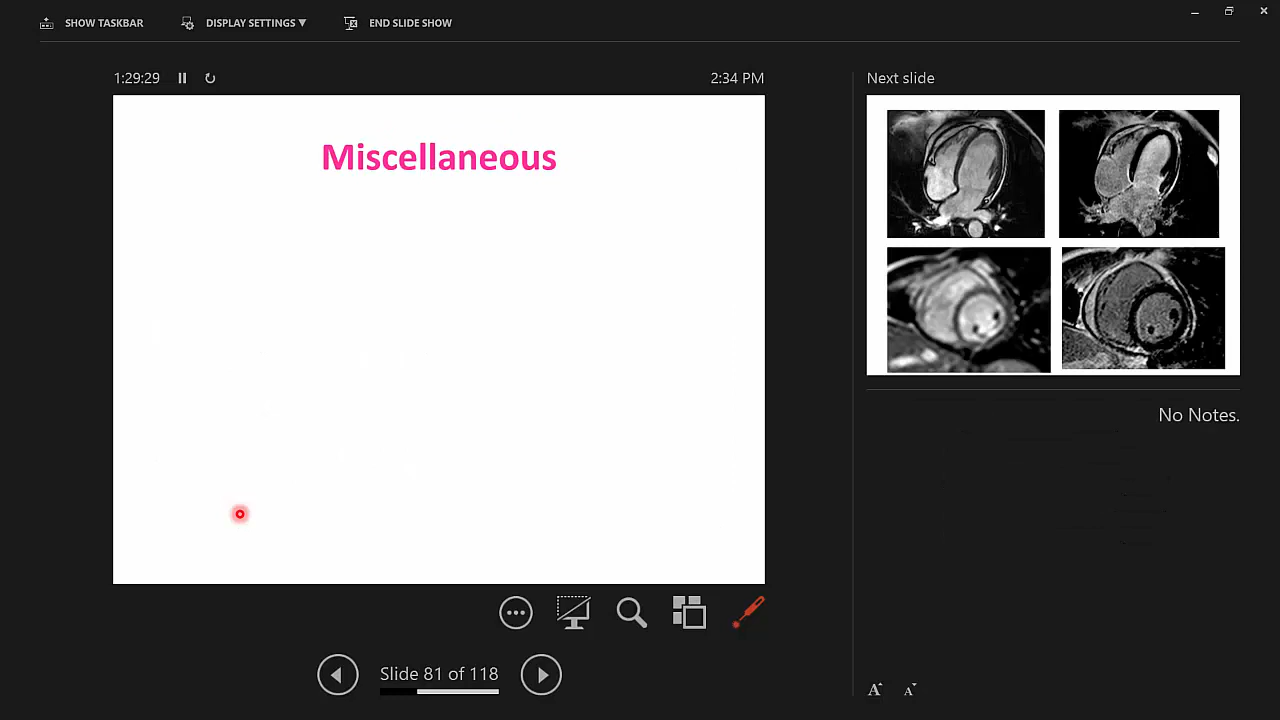 SHOW TASKBAR
DISPLAY SETTINGS ▼
END SLIDE SHOW
1:29:29
2:34 PM
Next slide
Miscellaneous
No Notes.
Slide 81 of 118
A
A